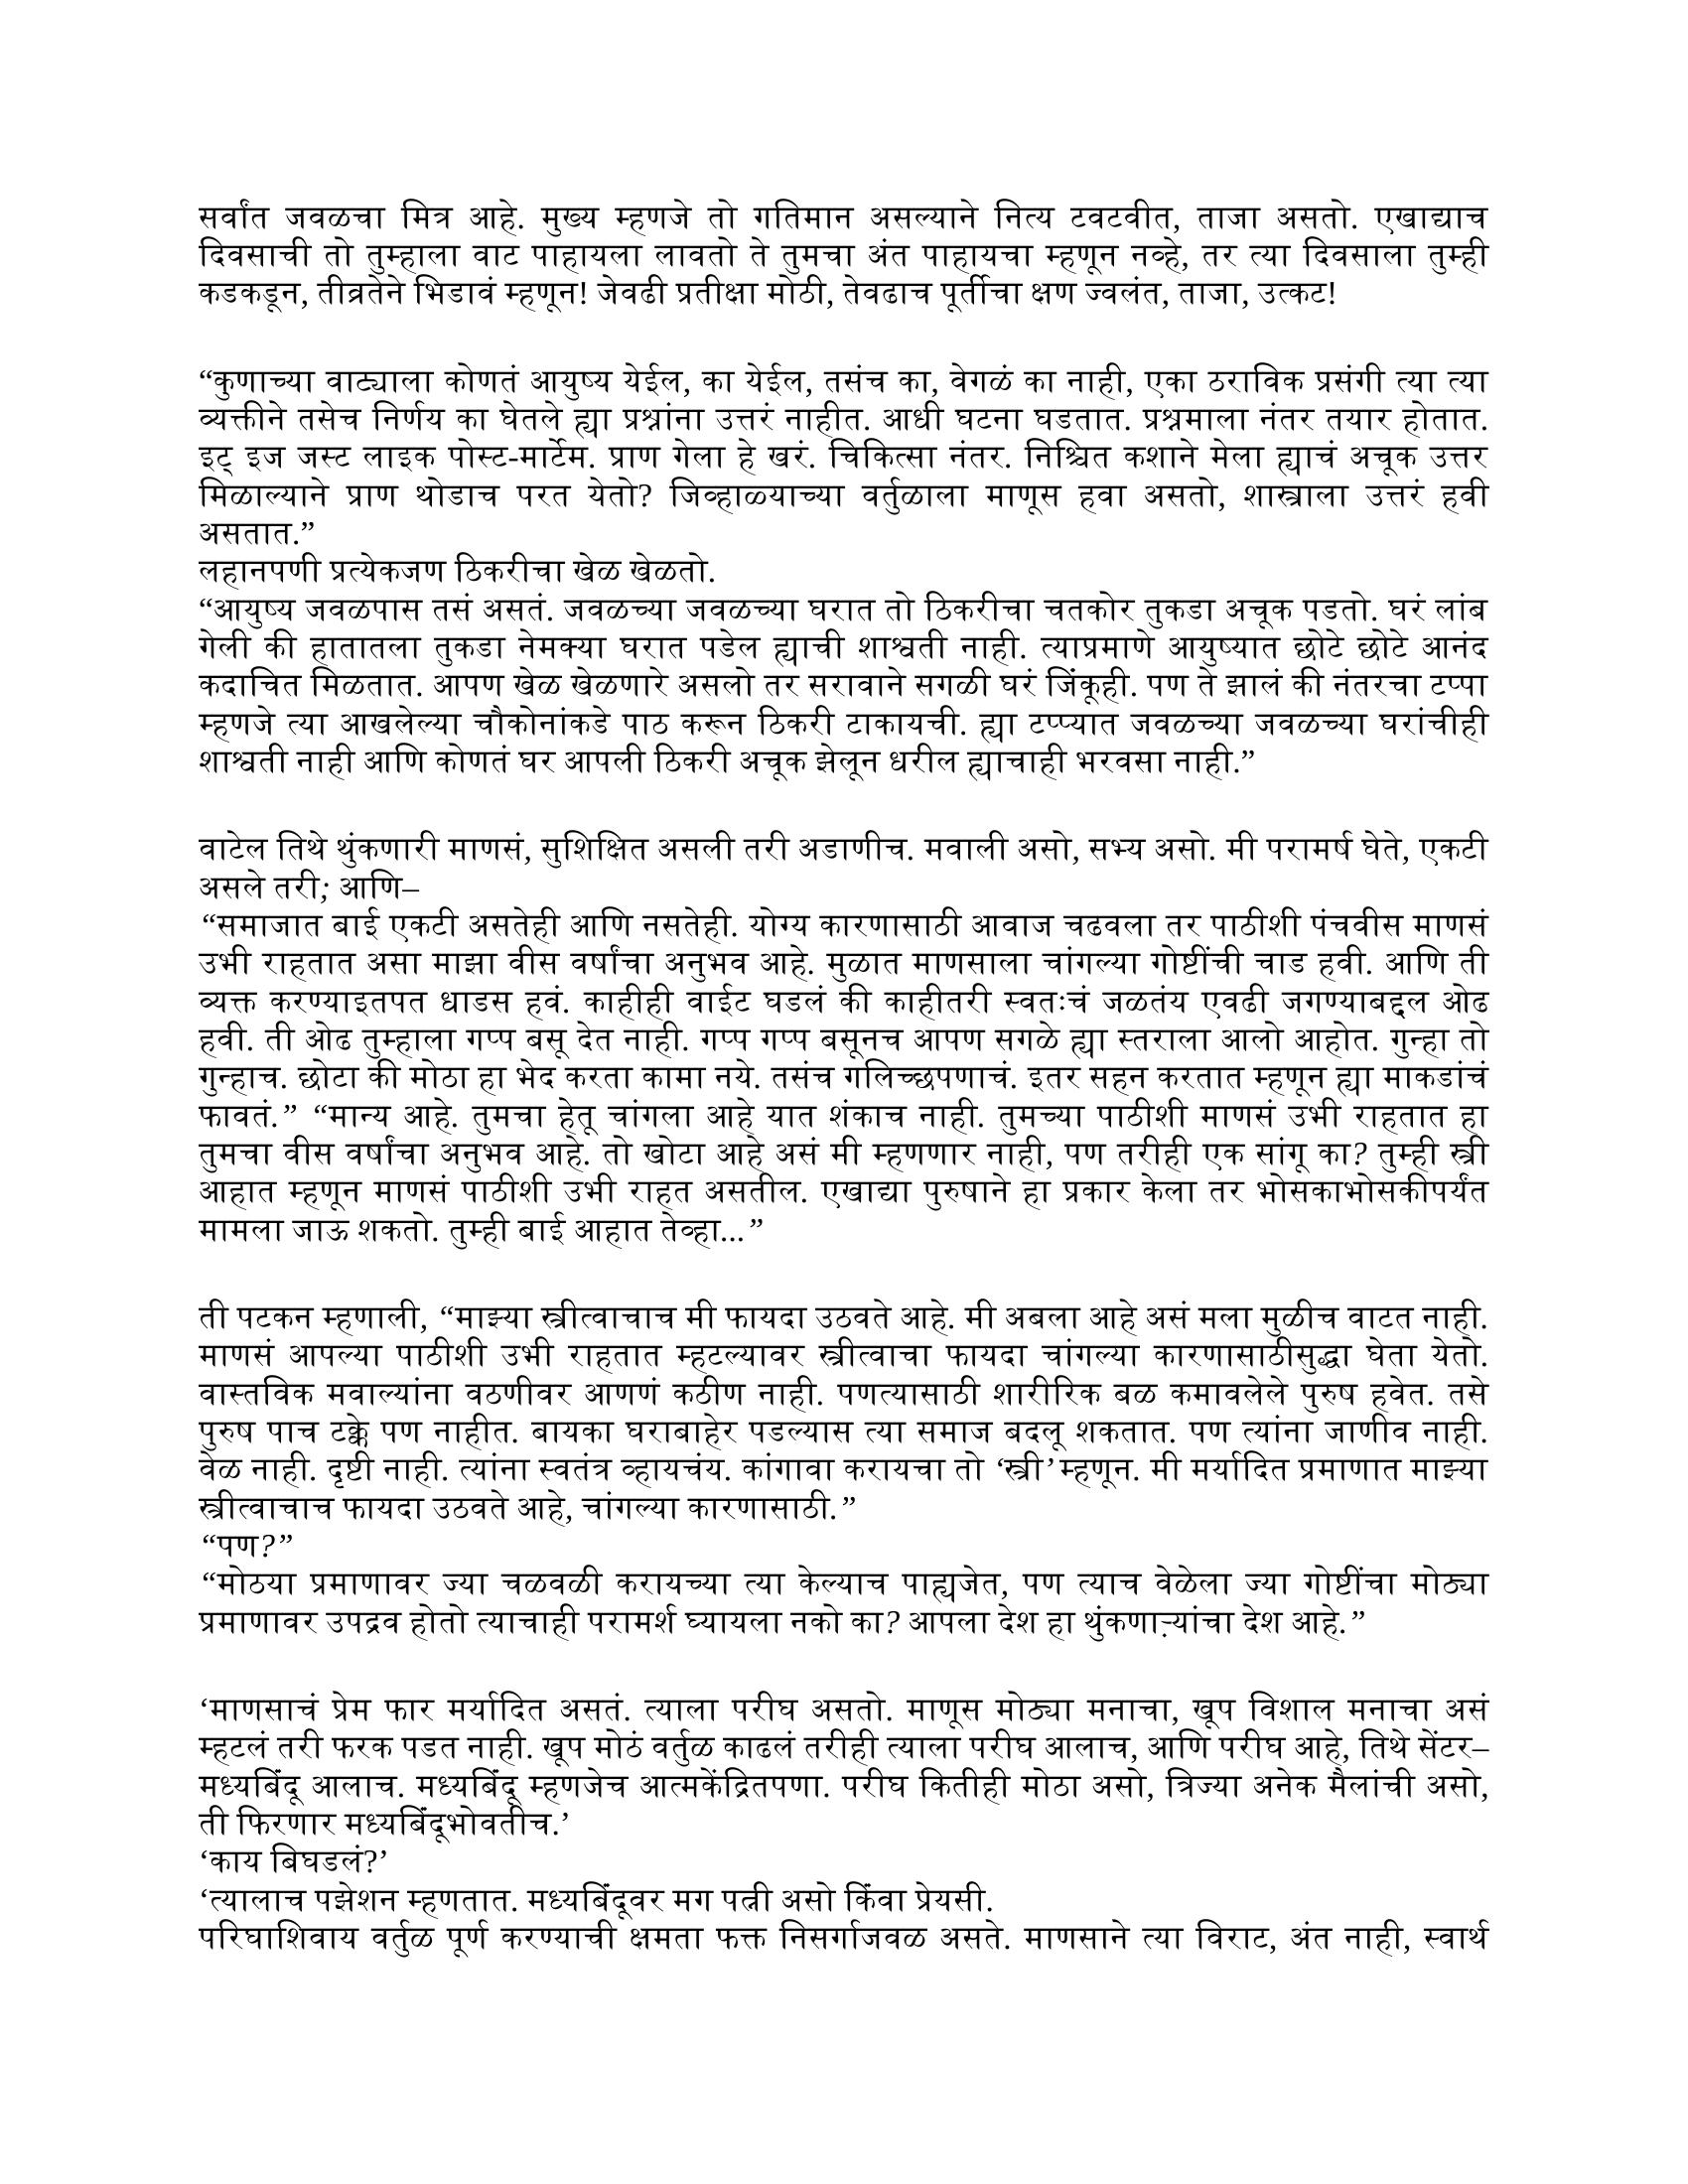 सर्वांत जवळचा मित्र आहे. मुख्य म्हणजे तो गतिमान असल्याने नित्य टवटवीत, ताजा असतो. एखाद्याच
दिवसाची तो तुम्हाला वाट पाहायला लावतो ते तुमचा अंत पाहायचा म्हणून नव्हे, तर त्या दिवसाला तुम्ही
कडकडून, तीव्रतेने भिडावं म्हणून! जेवढी प्रतीक्षा मोठी, तेवढाच पूर्तीचा क्षण ज्वलंत, ताजा, उत्कट!
“कुणाच्या वाट्याला कोणतं आयुष्य येईल, का येईल, तसंच का, वेगळं का नाही, एका ठराविक प्रसंगी त्या त्या
व्यक्तीने तसेच निर्णय का घेतले ह्या प्रश्नांना उत्तरं नाहीत. आधी घटना घडतात. प्रश्नमाला नंतर तयार होतात.
इट् इज जस्ट लाइक पोस्ट-मार्टेम. प्राण गेला हे खरं. चिकित्सा नंतर. निश्चित कशाने मेला ह्याचं अचूक उत्तर
मिळाल्याने प्राण थोडाच परत येतो? जिव्हाळ्याच्या वर्तुळाला माणूस हवा असतो, शास्त्राला उत्तरं हवी
असतात.”
लहानपणी प्रत्येकजण ठिकरीचा खेळ खेळतो.
“आयुष्य जवळपास तसं असतं. जवळच्या जवळच्या घरात तो ठिकरीचा चतकोर तुकडा अचूक पडतो. घरं लांब
गेली की हातातला तुकडा नेमक्या घरात पडेल ह्याची शाश्वती नाही. त्याप्रमाणे आयुष्यात छोटे छोटे आनंद
कदाचित मिळतात. आपण खेळ खेळणारे असलो तर सरावाने सगळी घरं जिंकूही. पण ते झालं की नंतरचा टप्पा
म्हणजे त्या आखलेल्या चौकोनांकडे पाठ करून ठिकरी टाकायची. ह्या टप्प्यात जवळच्या जवळच्या घरांचीही
शाश्वती नाही आणि कोणतं घर आपली ठिकरी अचूक झेलून धरील ह्याचाही भरवसा नाही.”
वाटेल तिथे थुंकणारी माणसं, सुशिक्षित असली तरी अडाणीच. मवाली असो, सभ्य असो. मी परामर्ष घेते, एकटी
असले तरी; आणि–
“समाजात बाई एकटी असतेही आणि नसतेही. योग्य कारणासाठी आवाज चढवला तर पाठीशी पंचवीस माणसं
उभी राहतात असा माझा वीस वर्षांचा अनुभव आहे. मुळात माणसाला चांगल्या गोष्टींची चाड हवी. आणि ती
व्यक्त करण्याइतपत धाडस हवं. काहीही वाईट घडलं की काहीतरी स्वतःचं जळतंय एवढी जगण्याबद्दल ओढ
हवी. ती ओढ तुम्हाला गप्प बसू देत नाही. गप्प गप्प बसूनच आपण सगळे ह्या स्तराला आलो आहोत. गुन्हा तो
गुन्हाच. छोटा की मोठा हा भेद करता कामा नये. तसंच गलिच्छपणाचं. इतर सहन करतात म्हणून ह्या माकडांचं
फावतं.” “मान्य आहे. तुमचा हेतू चांगला आहे यात शंकाच नाही. तुमच्या पाठीशी माणसं उभी राहतात हा
तुमचा वीस वर्षांचा अनुभव आहे. तो खोटा आहे असं मी म्हणणार नाही, पण तरीही एक सांगू का? तुम्ही स्त्री
आहात म्हणून माणसं पाठीशी उभी राहत असतील. एखाद्या पुरुषाने हा प्रकार केला तर भोसकाभोसकीपर्यंत
मामला जाऊ शकतो. तुम्ही बाई आहात तेव्हा...”
ती पटकन म्हणाली, “माझ्या स्त्रीत्वाचाच मी फायदा उठवते आहे. मी अबला आहे असं मला मुळीच वाटत नाही.
माणसं आपल्या पाठीशी उभी राहतात म्हटल्यावर स्त्रीत्वाचा फायदा चांगल्या कारणासाठीसुद्धा घेता येतो.
वास्तविक मवाल्यांना वठणीवर आणणं कठीण नाही. पणत्यासाठी शारीरिक बळ कमावलेले पुरुष हवेत. तसे
पुरुष पाच टक्के पण नाहीत. बायका घराबाहेर पडल्यास त्या समाज बदलू शकतात. पण त्यांना जाणीव नाही.
वेळ नाही. दृष्टी नाही. त्यांना स्वतंत्र व्हायचंय. कांगावा करायचा तो ‘स्त्री’म्हणून. मी मर्यादित प्रमाणात माझ्या
स्त्रीत्वाचाच फायदा उठवते आहे, चांगल्या कारणासाठी.”
“पण?”
“मोठया प्रमाणावर ज्या चळवळी करायच्या त्या केल्याच पाह्यजेत, पण त्याच वेळेला ज्या गोष्टींचा मोठ्या
प्रमाणावर उपद्रव होतो त्याचाही परामर्श घ्यायला नको का? आपला देश हा थुंकणाऱ्यांचा देश आहे.”
‘माणसाचं प्रेम फार मर्यादित असतं. त्याला परीघ असतो. माणूस मोठ्या मनाचा, खूप विशाल मनाचा असं
म्हटलं तरी फरक पडत नाही. खूप मोठं वर्तुळ काढलं तरीही त्याला परीघ आलाच, आणि परीघ आहे, तिथे सेंटर–
मध्यबिंदू आलाच. मध्यबिंदू म्हणजेच आत्मकेंद्रितपणा. परीघ कितीही मोठा असो, त्रिज्या अनेक मैलांची असो,
ती फिरणार मध्यबिंदूभोवतीच.’
‘काय बिघडलं?’
‘त्यालाच पझेशन म्हणतात. मध्यबिंदूवर मग पत्नी असो किंवा प्रेयसी.
परिघाशिवाय वर्तुळ पूर्ण करण्याची क्षमता फक्त निसर्गाजवळ असते. माणसाने त्या विराट, अंत नाही, स्वार्थ